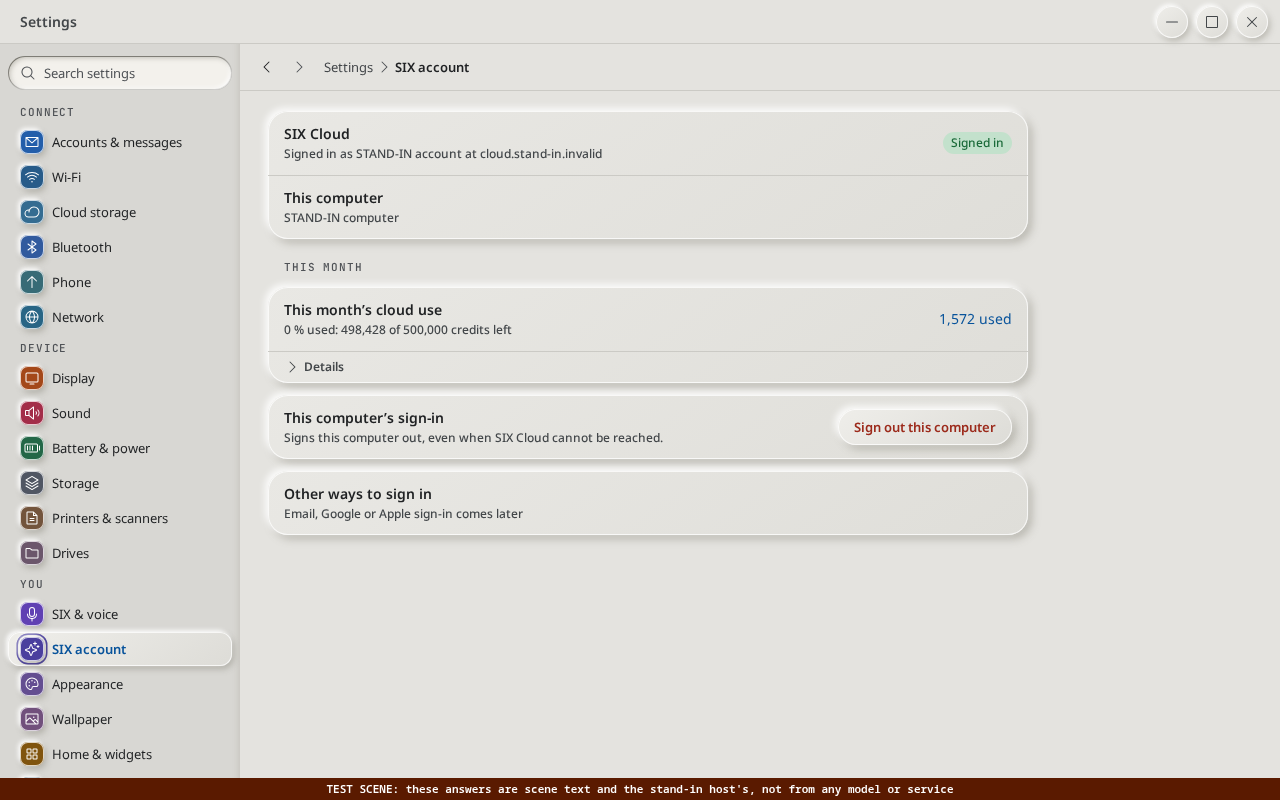 Settings
Search settings
CONNECT
Accounts & messages
Wi-Fi
Cloud storage
Bluetooth
Phone
Network
DEVICE
Display
Sound
Battery & power
Storage
Printers & scanners
Drives
YOU
SIX & voice
SIX account
Appearance
Wallpaper
Home & widgets
Settings SIX account
SIX Cloud
Signed in as STAND-IN account at cloud.stand-in.invalid
Signed in
This computer
STAND-IN computer
THIS MONTH
This month’s cloud use
0 % used: 498,428 of 500,000 credits left
1,572 used
Details
This computer’s sign-in
Signs this computer out, even when SIX Cloud cannot be reached.
Sign out this computer
Other ways to sign in
Email, Google or Apple sign-in comes later
TEST SCENE: these answers are scene text and the stand-in host's, not from any model or service